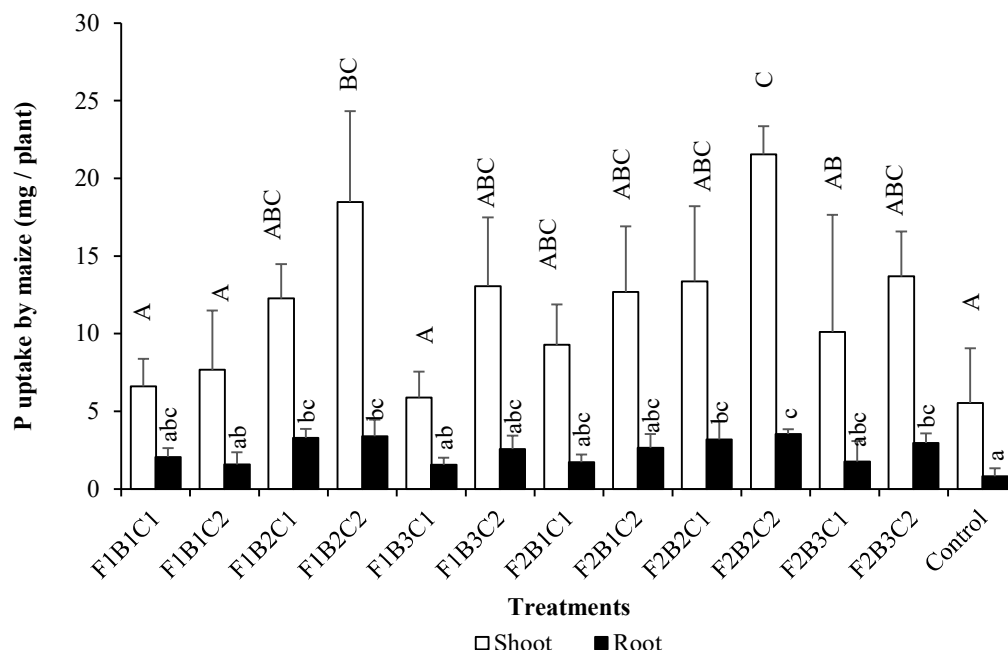 P uptake by maize (mg / plant)
30
25
20
15
10
5
0
A
A
ABC
BC
A
ABC
ABC
ABC
ABC
C
AB
ABC
A
abc
ab
bc
bc
ab
abc
abc
abc
bc
c
abc
bc
a
F1B1C1
F1B1C2
F1B2C1
F1B2C2
F1B3C1
F1B3C2
F2B1C1
F2B1C2
F2B2C1
F2B2C2
F2B3C1
F2B3C2
Control
Treatments
Shoot Root